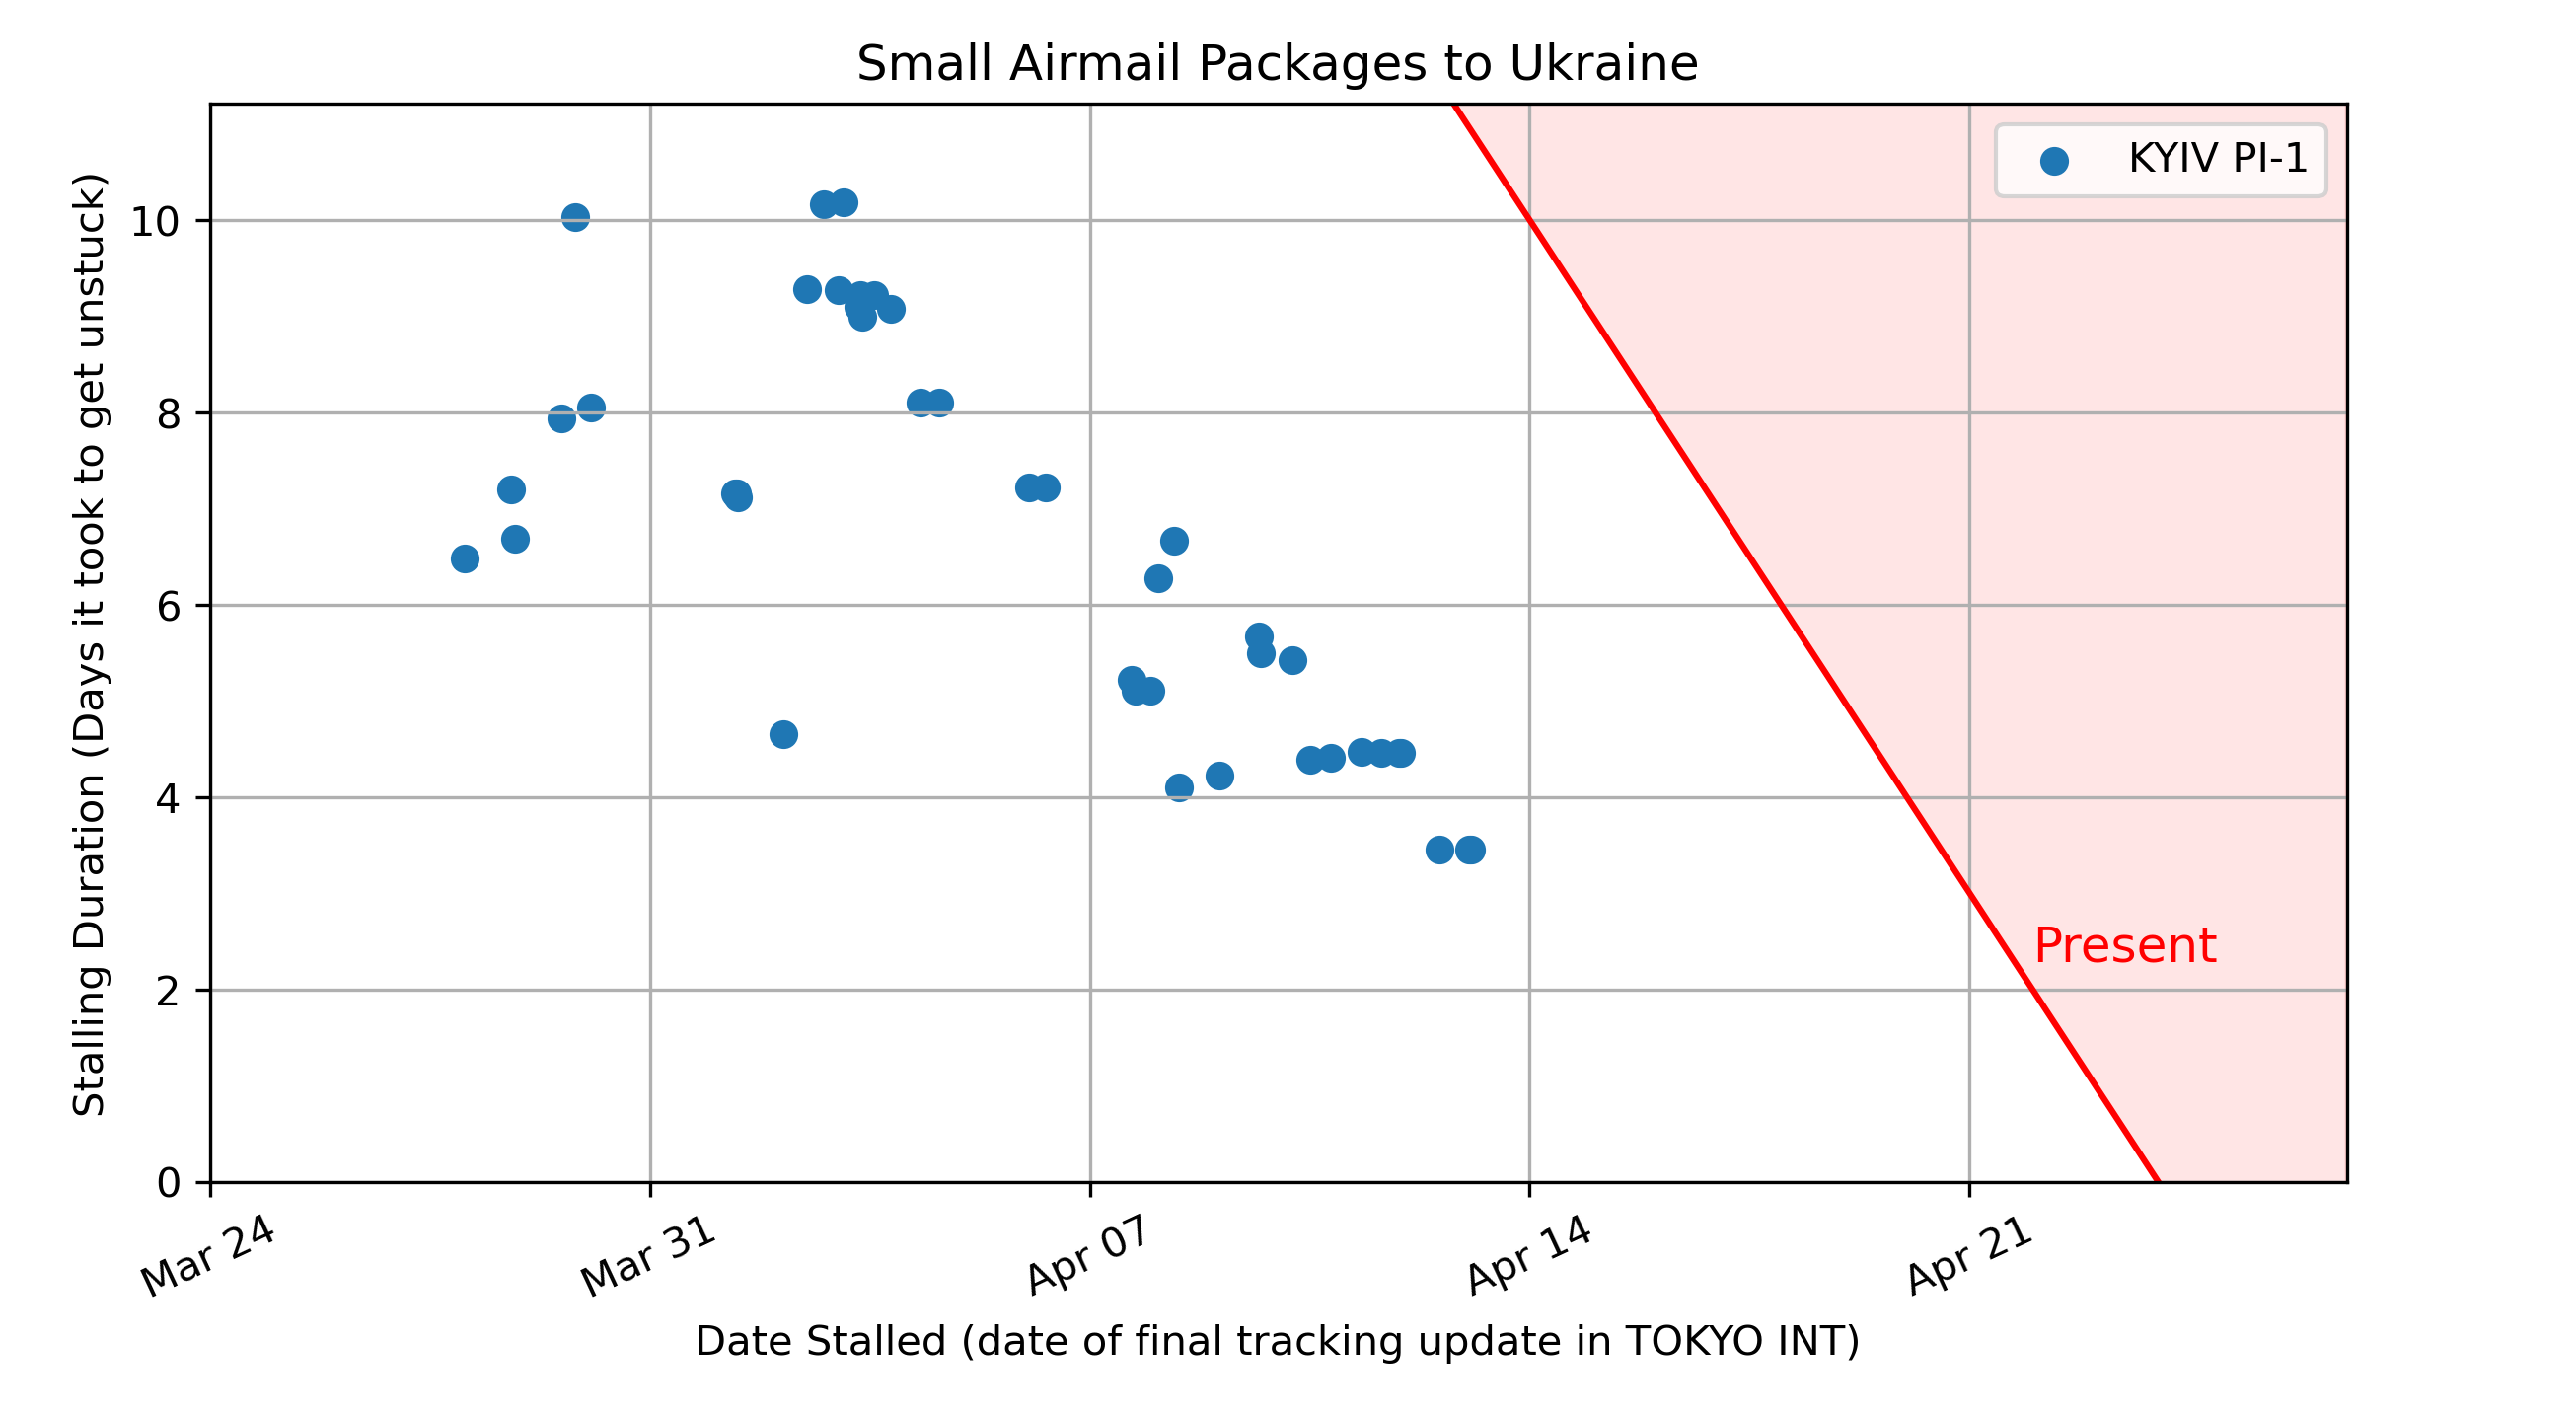 Small Airmail Packages to Ukraine
KYIV PI-1
Stalling Duration (Days it took to get unstuck)
10
8
6
4
2
0
Present
Mar 24
Mar 31
Apr 07
Apr 14
Apr 21
Date Stalled (date of final tracking update in TOKYO INT)